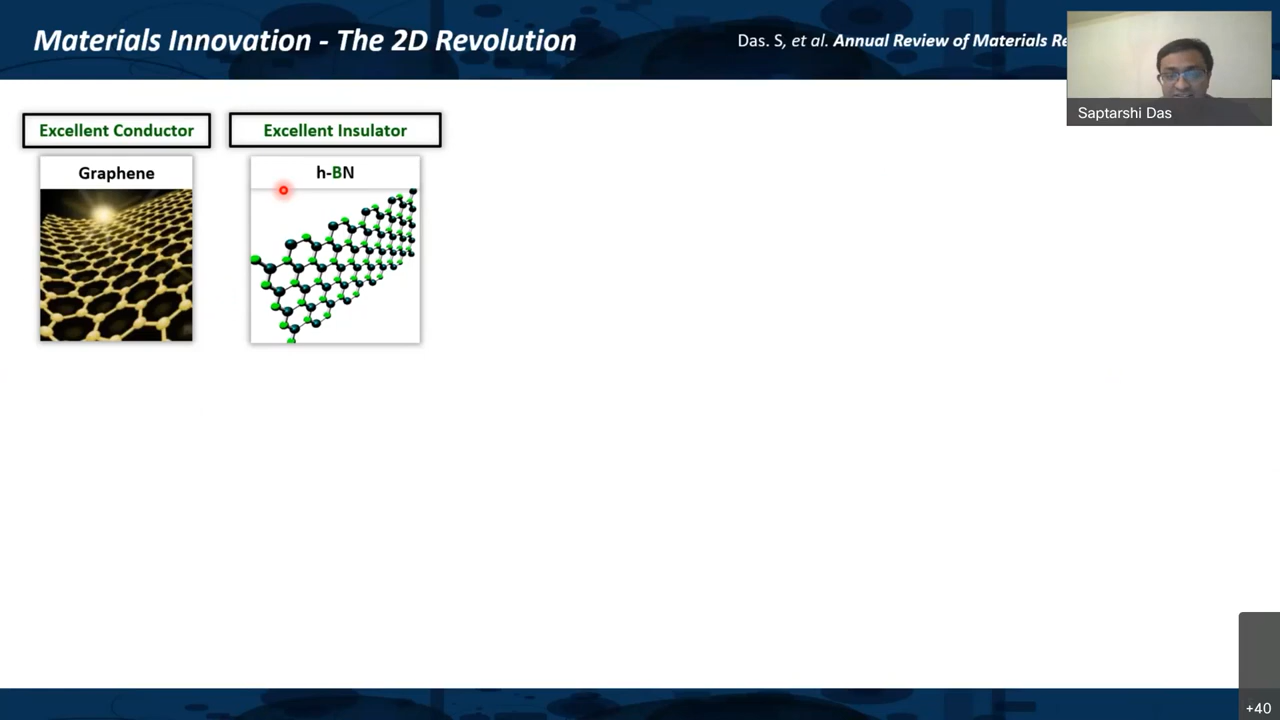 Materials Innovation - The 2D Revolution
Das. S, et al. Annual Review of Materials
Saptarshi Das
Excellent Conductor
Excellent Insulator
Graphene
h-BN
+40